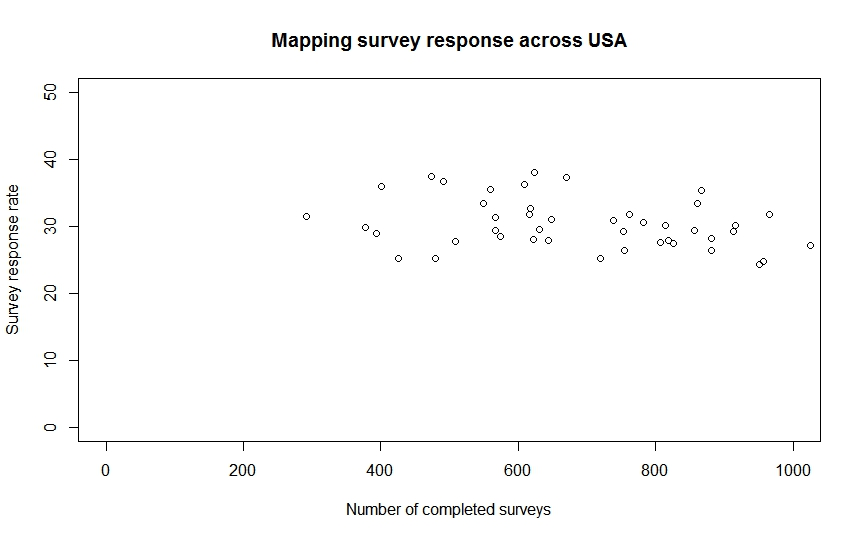 Mapping survey response across USA
50
40
30
20
10
0
Survey response rate
0 200 400 600 800 1000
Number of completed surveys